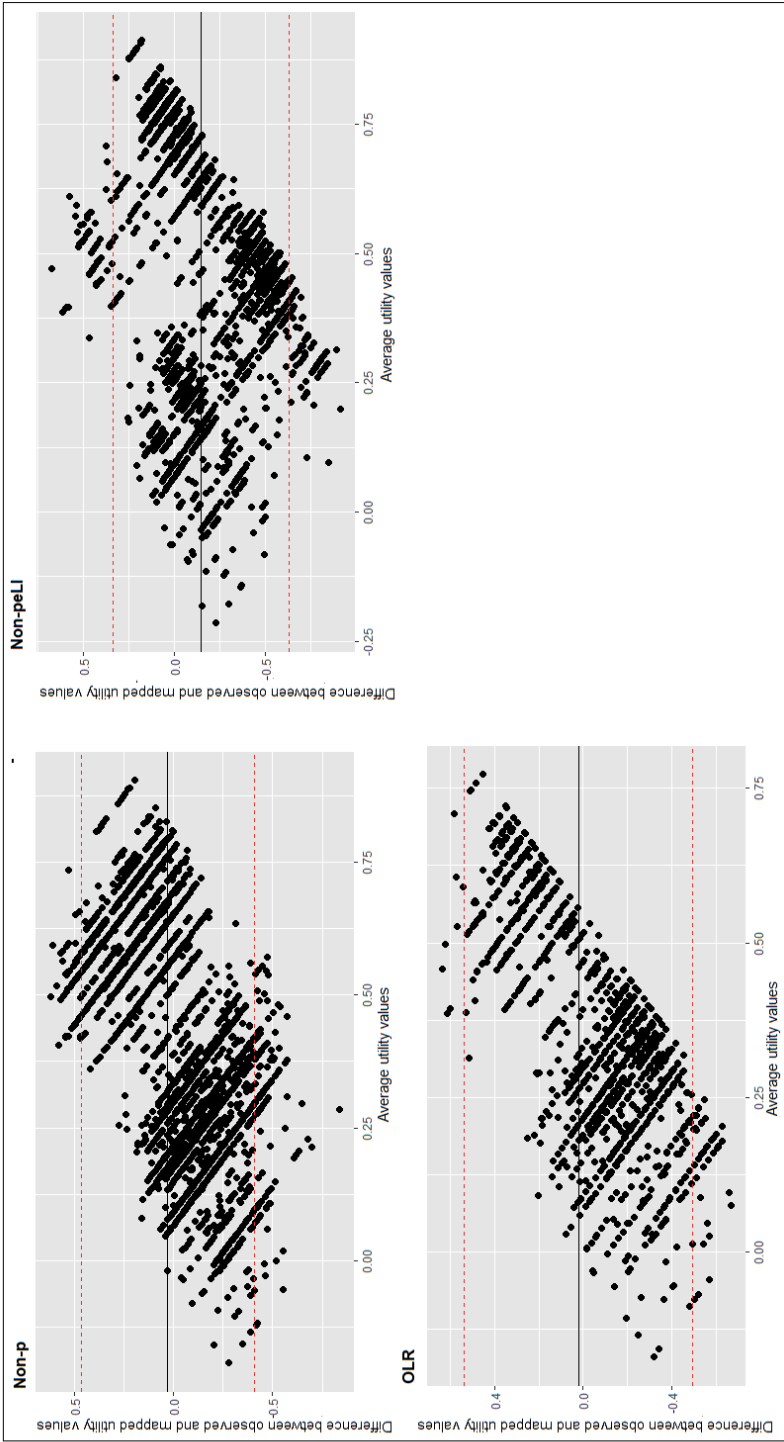 Non-p
Difference between observed and mapped utility values
0.5
0.0
-0.5
0.00
0.25
0.50
0.75
Average utility values
Non-peLI
Difference between observed and mapped utility values
0.5
0.0
-0.5
-0.25
0.00
0.25
0.50
0.75
Average utility values
OLR
Difference between observed and mapped utility values
0.4
0.0
-0.4
0.00
0.25
0.50
0.75
Average utility values